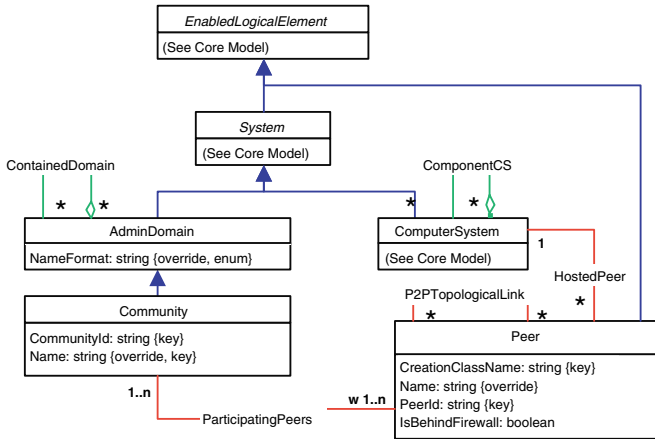 EnabledLogicalElement
(See Core Model)
System
(See Core Model)
ContainedDomain
ComponentCS
* *
* *
*
AdminDomain
NameFormat: string {override, enum}
ComputerSystem
(See Core Model)
1
HostedPeer
*
P2PTopologicalLink
* *
Community
CommunityId: string {key}
Name: string {override, key}
Peer
CreationClassName: string {key}
Name: string {override}
PeerId: string {key}
IsBehindFirewall: boolean
1..n
w 1..n
ParticipatingPeers